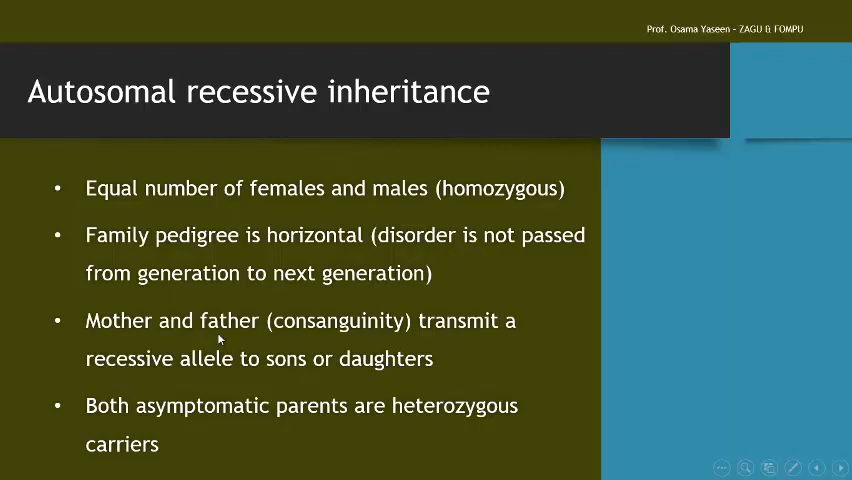 Prof. Osama Yaseen – ZAGU & FOMPU
Autosomal recessive inheritance
• Equal number of females and males (homozygous)
• Family pedigree is horizontal (disorder is not passed
from generation to next generation)
• Mother and father (consanguinity) transmit a
recessive allele to sons or daughters
• Both asymptomatic parents are heterozygous
carriers